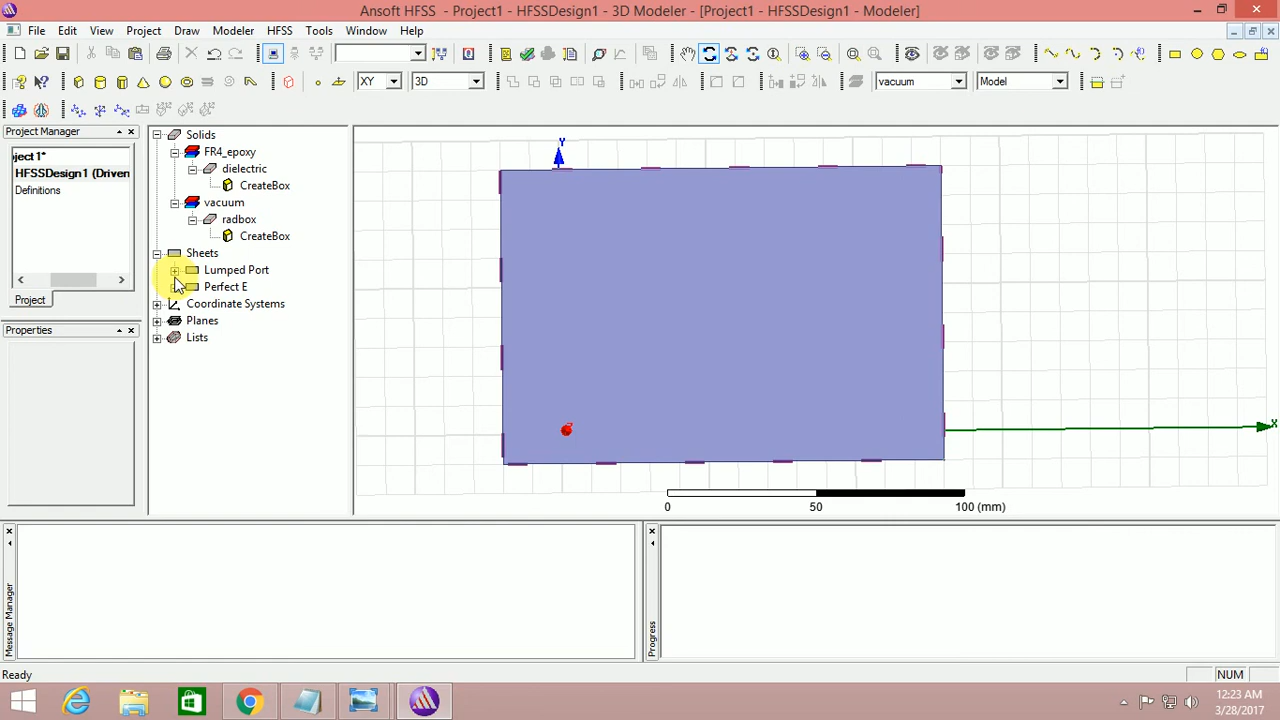 Ansoft HFSS - Project1 - HFSSDesign1 - 3D Modeler - [Project1 - HFSSDesign1 - Modeler]
File Edit View Project Draw Modeler HFSS Tools Window Help
XY 3D vacuum Model
Project Manager
ject1*
HFSSDesign1 (Driven
Definitions
Project
Properties
Solids
FR4_epoxy
dielectric
CreateBox
vacuum
radbox
CreateBox
Sheets
Lumped Port
Perfect E
Coordinate Systems
Planes
Lists
Y
X
0 50 100 (mm)
Message Manager
Progress
Ready
NUM
12:23 AM
3/28/2017